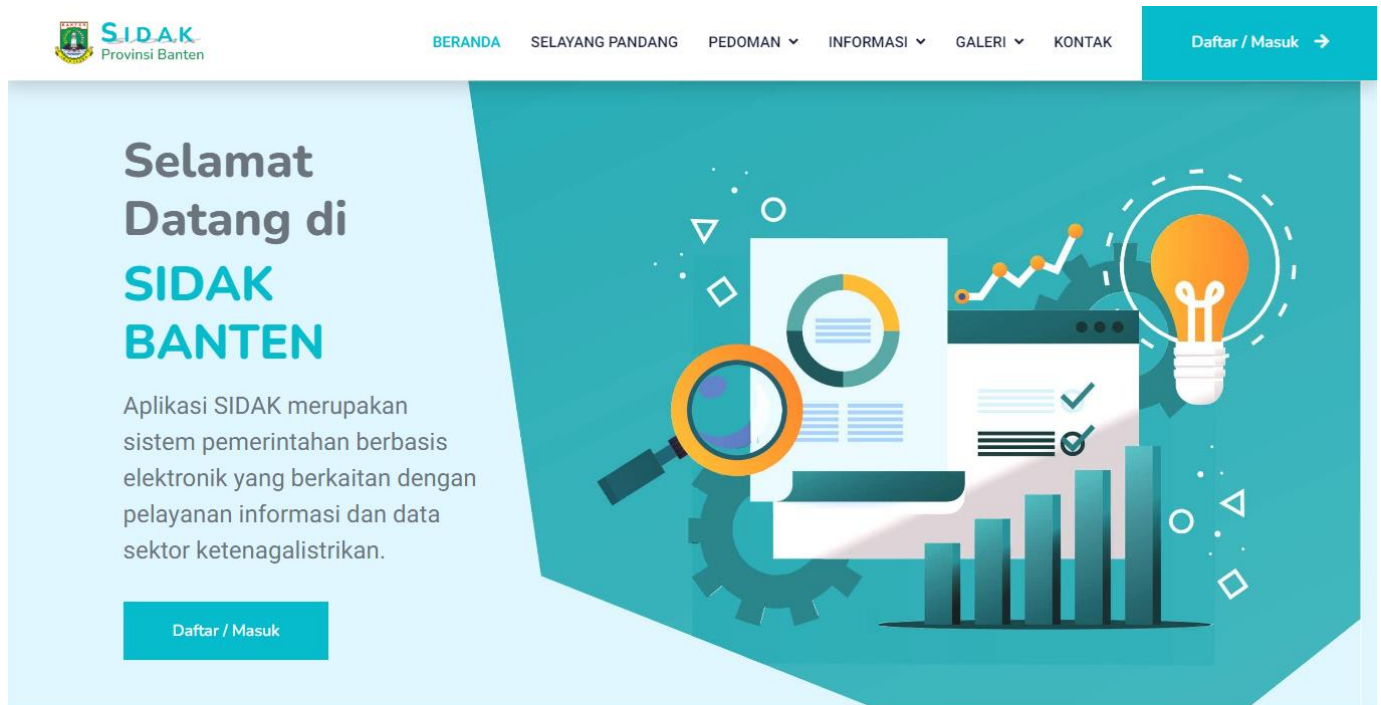 BANTEN
SIDAK
Provinsi Banten
BERANDA
SELAYANG PANDANG
PEDOMAN
INFORMASI
GALERI
KONTAK
Daftar / Masuk
Selamat
Datang di
SIDAK
BANTEN
Aplikasi SIDAK merupakan
sistem pemerintahan berbasis
elektronik yang berkaitan dengan
pelayanan informasi dan data
sektor ketenagalistrikan.
Daftar / Masuk